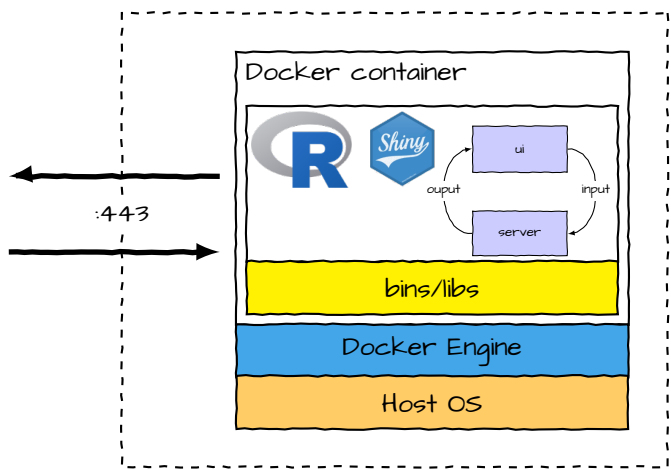 Docker container
R
Shiny
ui
ouput
input
:443
server
bins/libs
Docker Engine
Host OS